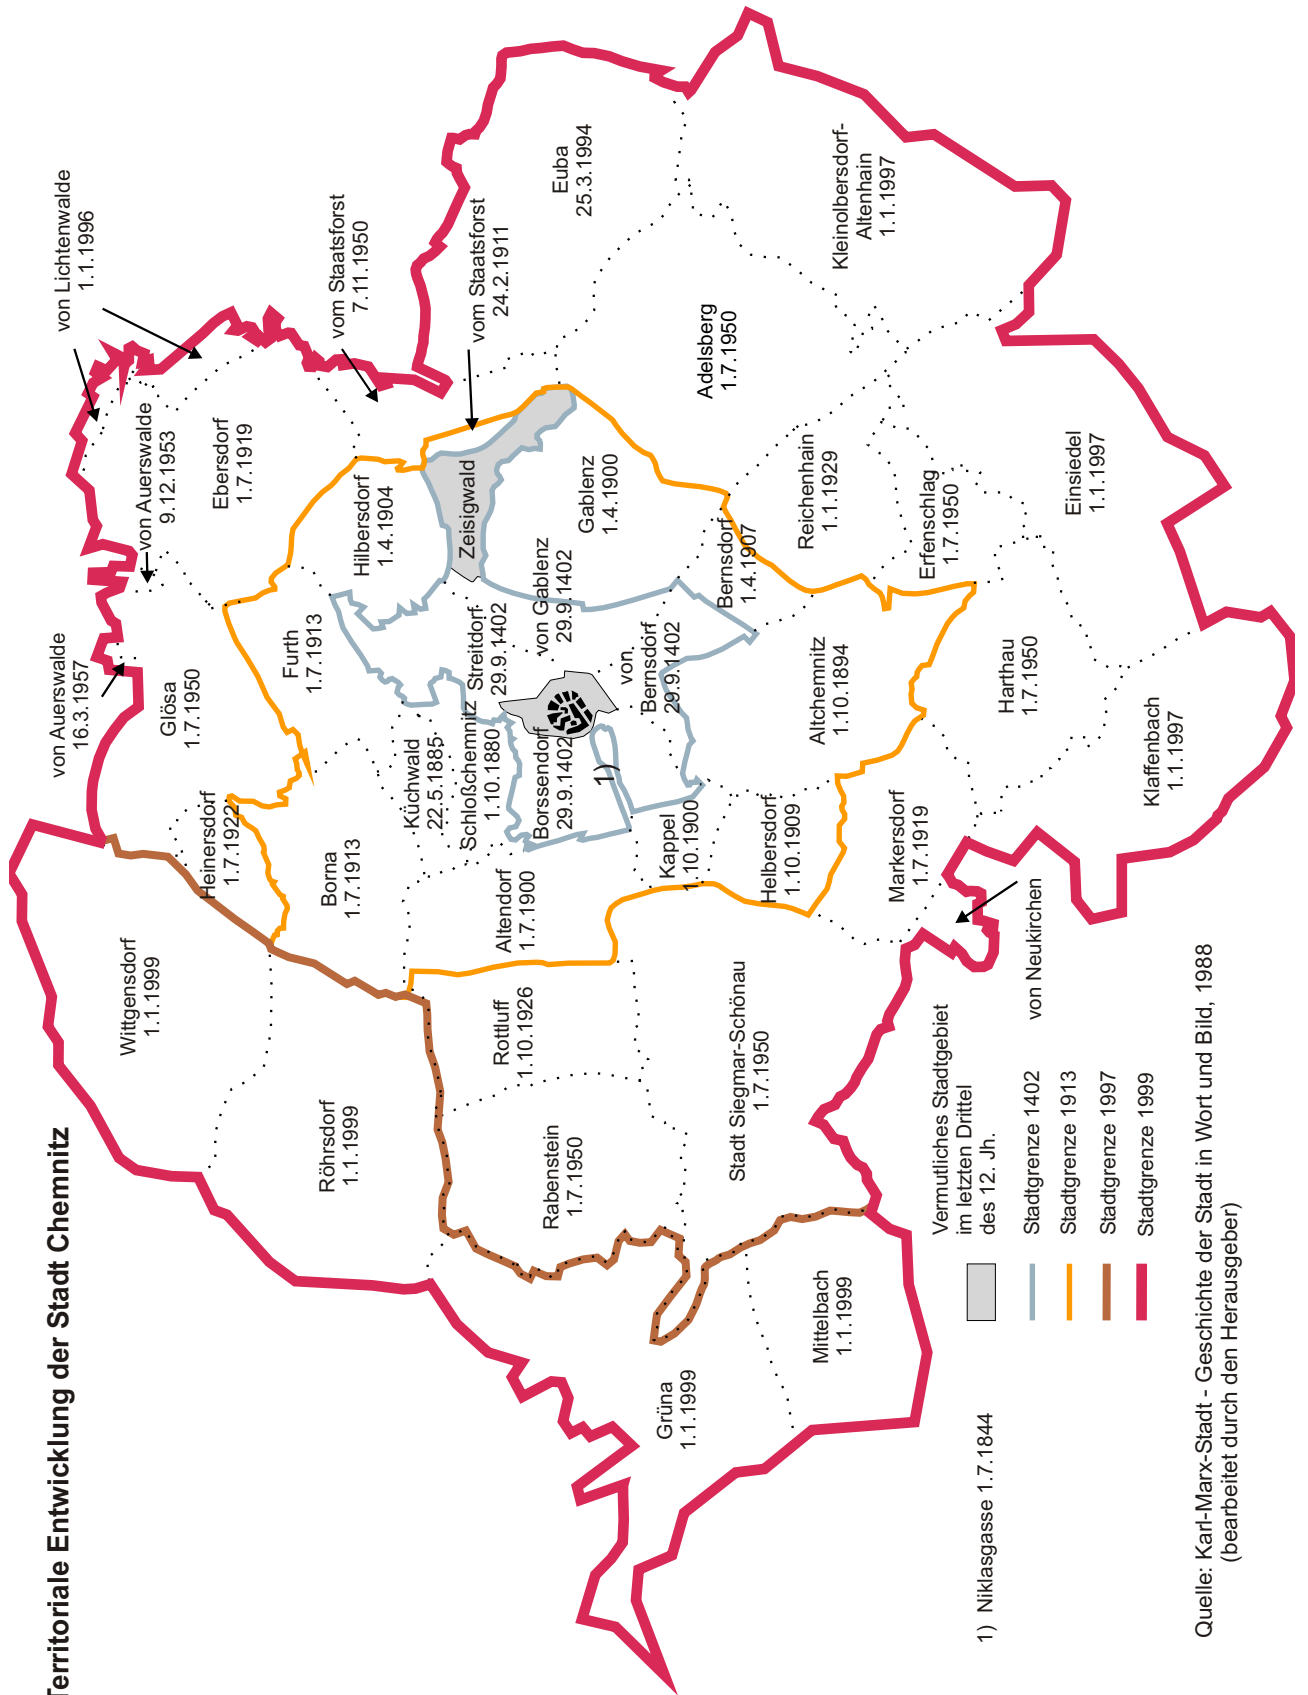 Territoriale Entwicklung der Stadt Chemnitz
von Auerswalde
16.3.1957
von Lichtenwalde
1.1.1996
von Auerswalde
9.12.1953
vom Staatsforst
7.11.1950
vom Staatsforst
24.2.1911
Wittgensdorf
1.1.1999
Heinersdorf
1.7.1922
Glösa
1.7.1950
Ebersdorf
1.7.1919
Röhrsdorf
1.1.1999
Borna
1.7.1913
Furth
1.7.1913
Hilbersdorf
1.4.1904
Küchwald
22.5.1885
Schloßchemnitz
1.10.1880
Streitdorf
29.9.1402
Zeisigwald
Euba
25.3.1994
Rabenstein
1.7.1950
Rottluff
1.10.1926
Altendorf
1.7.1900
Borssendorf
29.9.1402
1)
von Gablenz
29.9.1402
Gablenz
1.4.1900
von
Bernsdorf
29.9.1402
Kappel
1.10.1900
Bernsdorf
1.4.1907
Adelsberg
1.7.1950
Grüna
1.1.1999
Stadt Siegmar-Schönau
1.7.1950
Helbersdorf
1.10.1909
Altchemnitz
1.10.1894
Reichenhain
1.1.1929
Kleinolbersdorf-
Altenhain
1.1.1997
Mittelbach
1.1.1999
Markersdorf
1.7.1919
Erfenschlag
1.7.1950
Harthau
1.7.1950
Einsiedel
1.1.1997
Klaffenbach
1.1.1997
von Neukirchen
Vermutliches Stadtgebiet
im letzten Drittel
des 12. Jh.
Stadtgrenze 1402
Stadtgrenze 1913
Stadtgrenze 1997
Stadtgrenze 1999
1) Niklasgasse 1.7.1844
Quelle: Karl-Marx-Stadt - Geschichte der Stadt in Wort und Bild, 1988
(bearbeitet durch den Herausgeber)